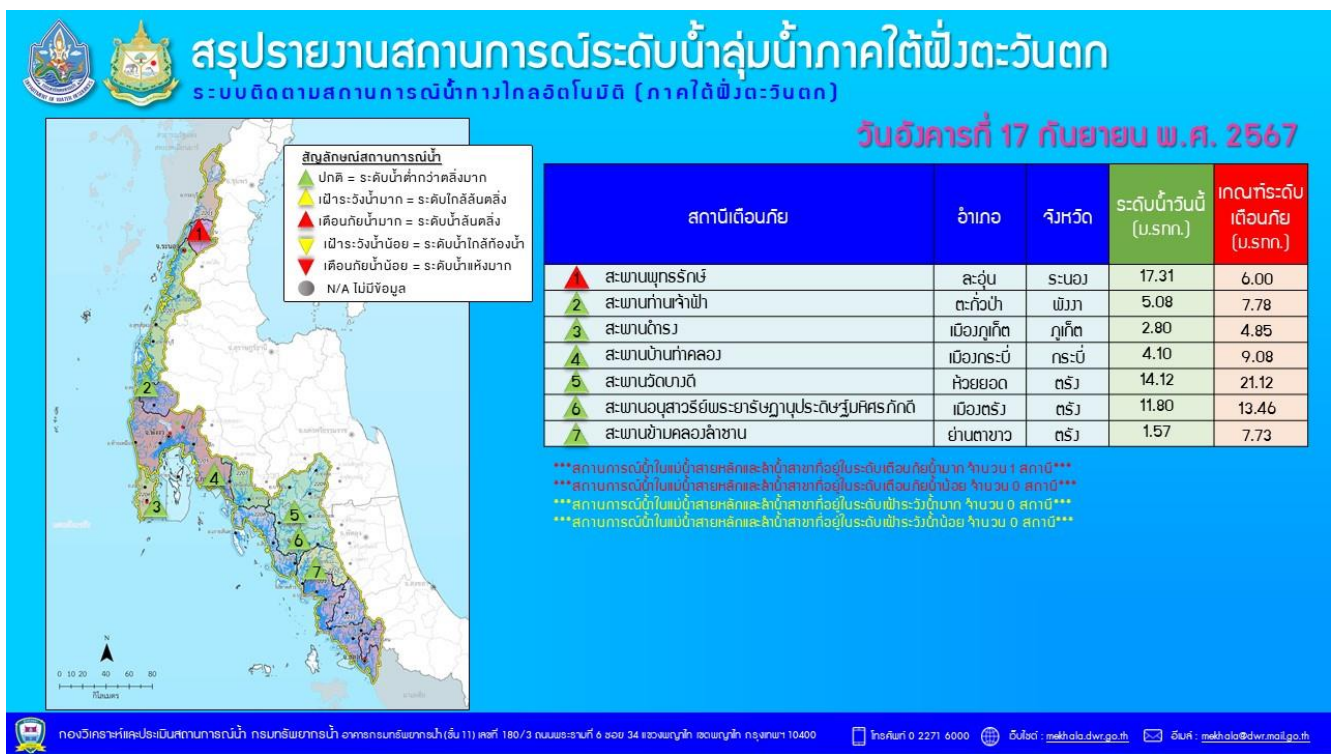 สรุปรายงานสถานการณ์ระดับน้ำลุ่มน้ำภาคใต้ฝั่งตะวันตก
ระบบติดตามสถานการณ์น้ำทางไกลอัตโนมัติ (ภาคใต้ฝั่งตะวันตก)
วันอังคารที่ 17 กันยายน พ.ศ. 2567
สัญลักษณ์สถานการณ์น้ำ
ปกติ = ระดับน้ำต่ำกว่าตลิ่งมาก
เฝ้าระวังน้ำมาก = ระดับใกล้ล้นตลิ่ง
เตือนภัยน้ำมาก = ระดับน้ำล้นตลิ่ง
เฝ้าระวังน้ำน้อย = ระดับน้ำใกล้ท้องน้ำ
เตือนภัยน้ำน้อย = ระดับน้ำแห้งมาก
N/A ไม่มีข้อมูล
1
2
3
4
5
6
7
N
0 10 20 40 60 80
กิโลเมตร
สถานีเตือนภัย อำเภอ จังหวัด ระดับน้ำวันนี้ (ม.รทก.) เกณฑ์ระดับเตือนภัย (ม.รทก.)
1 สะพานพุทธรักษ์ ละอุ่น ระนอง 17.31 6.00
2 สะพานท่านเจ้าฟ้า ตะกั่วป่า พังงา 5.08 7.78
3 สะพานดำรง เมืองภูเก็ต ภูเก็ต 2.80 4.85
4 สะพานบ้านท่าคลอง เมืองกระบี่ กระบี่ 4.10 9.08
5 สะพานวัดบางดี ห้วยยอด ตรัง 14.12 21.12
6 สะพานอนุสาวรีย์พระยารัษฎานุประดิษฐ์มหิศรภักดี เมืองตรัง ตรัง 11.80 13.46
7 สะพานข้ามคลองลำชาน ย่านตาขาว ตรัง 1.57 7.73
***สถานการณ์น้ำในแม่น้ำสายหลักและลำน้ำสาขาที่อยู่ในระดับเตือนภัยน้ำมาก จำนวน 1 สถานี***
***สถานการณ์น้ำในแม่น้ำสายหลักและลำน้ำสาขาที่อยู่ในระดับเตือนภัยน้ำน้อย จำนวน 0 สถานี***
***สถานการณ์น้ำในแม่น้ำสายหลักและลำน้ำสาขาที่อยู่ในระดับเฝ้าระวังน้ำมาก จำนวน 0 สถานี***
***สถานการณ์น้ำในแม่น้ำสายหลักและลำน้ำสาขาที่อยู่ในระดับเฝ้าระวังน้ำน้อย จำนวน 0 สถานี***
กองวิเคราะห์และประเมินสถานการณ์น้ำ กรมทรัพยากรน้ำ อาคารกรมทรัพยากรน้ำ (ชั้น 11) เลขที่ 180/3 ถนนพระรามที่ 6 ซอย 34 แขวงพญาไท เขตพญาไท กรุงเทพฯ 10400 โทรศัพท์ 0 2271 6000 เว็บไซต์ : mekhala.dwr.go.th อีเมล : mekhala@dwr.mail.go.th